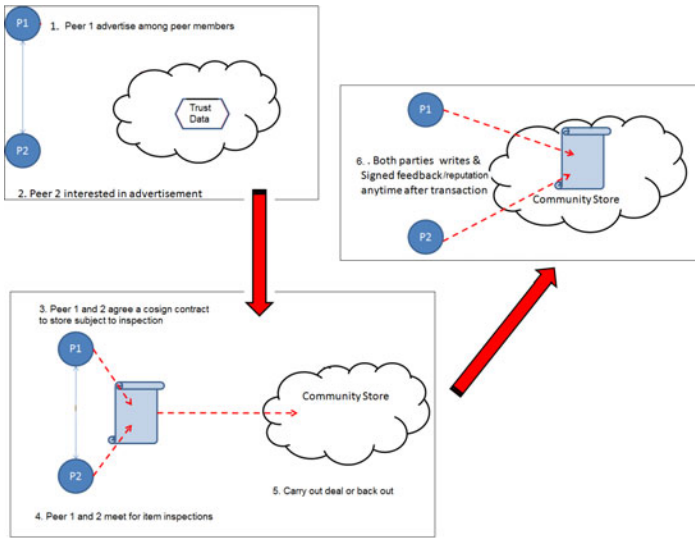 P1
1. Peer 1 advertise among peer members
Trust
Data
P2
2. Peer 2 interested in advertisement
3. Peer 1 and 2 agree a cosign contract
to store subject to inspection
P1
Community Store
P2
5. Carry out deal or back out
4. Peer 1 and 2 meet for item inspections
P1
6. . Both parties writes &
Signed feedback/reputation
anytime after transaction
Community Store
P2